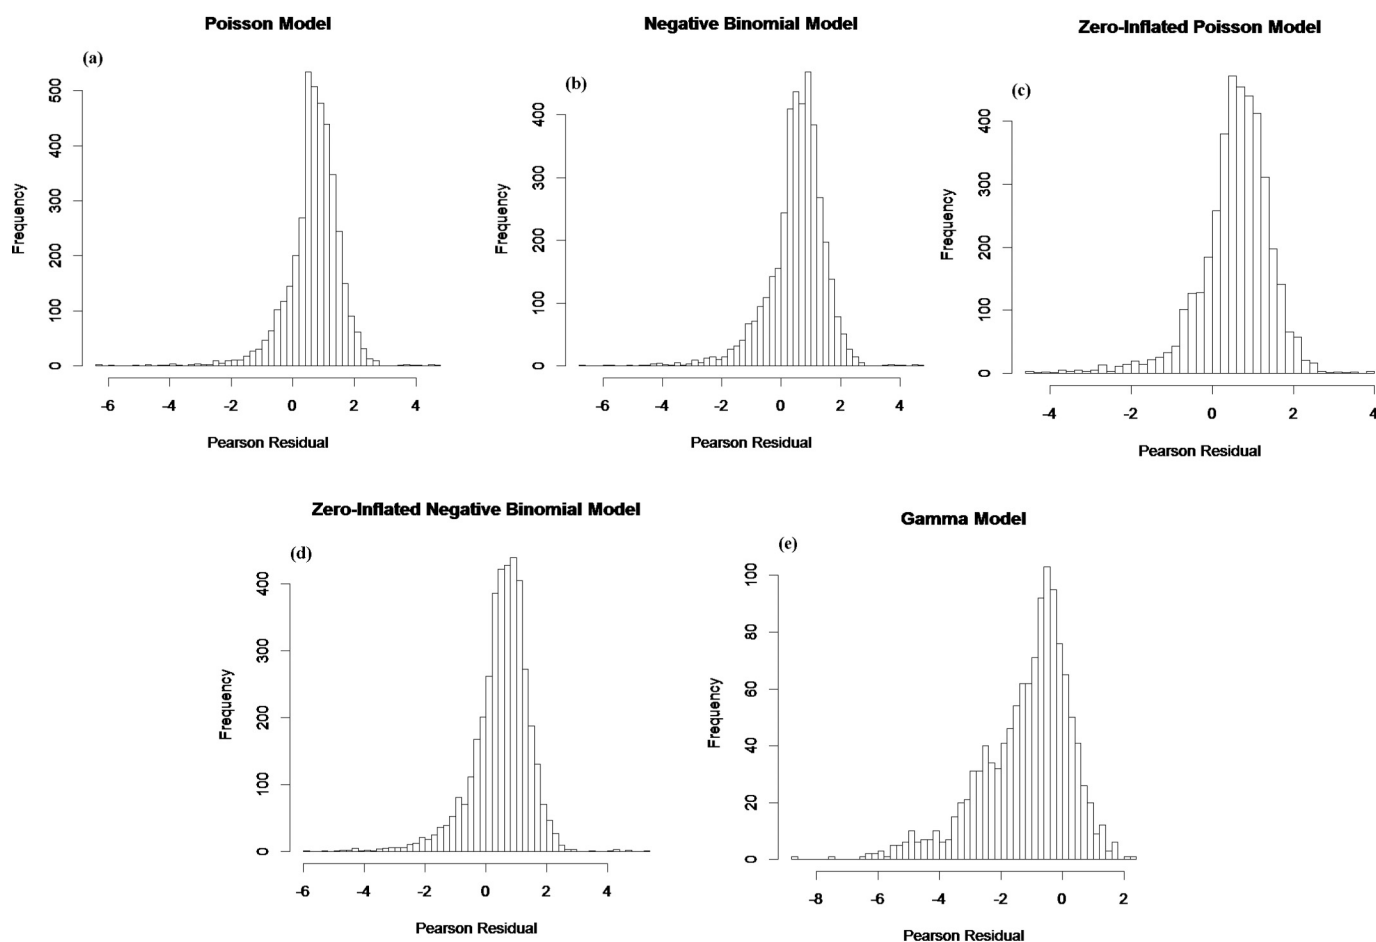 Poisson Model
(a)
500
400
300
200
100
0
Frequency
-6 -4 -2 0 2 4
Pearson Residual
Negative Binomial Model
(b)
400
300
200
100
0
Frequency
-6 -4 -2 0 2 4
Pearson Residual
Zero-Inflated Poisson Model
(c)
400
300
200
100
0
Frequency
-4 -2 0 2 4
Pearson Residual
Zero-Inflated Negative Binomial Model
(d)
400
300
200
100
0
Frequency
-6 -4 -2 0 2 4
Pearson Residual
Gamma Model
(e)
100
80
60
40
20
0
Frequency
-8 -6 -4 -2 0 2
Pearson Residual